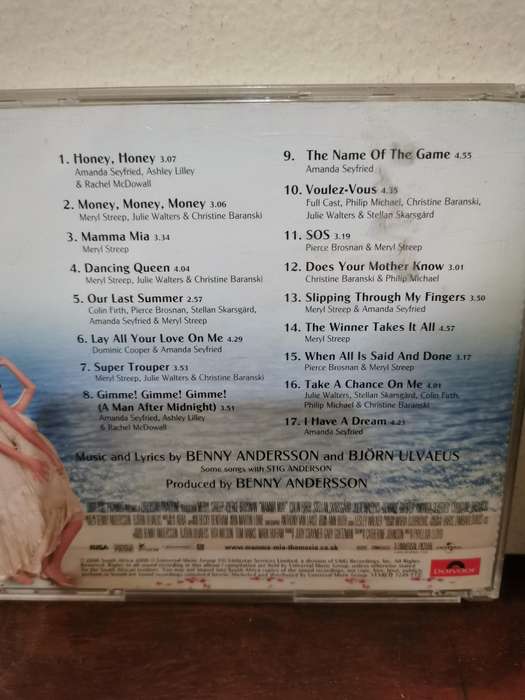 1. Honey, Honey 3.07
Amanda Seyfried, Ashley Lilley
& Rachel McDowall
2. Money, Money, Money 3.06
Meryl Streep, Julie Walters & Christine Baranski
3. Mamma Mia 3.34
Meryl Streep
4. Dancing Queen 4.04
Meryl Streep, Julie Walters & Christine Baranski
5. Our Last Summer 2.57
Colin Firth, Pierce Brosnan, Stellan Skarsgård,
Amanda Seyfried & Meryl Streep
6. Lay All Your Love On Me 4.29
Dominic Cooper & Amanda Seyfried
7. Super Trouper 3.53
Meryl Streep, Julie Walters & Christine Baranski
8. Gimme! Gimme! Gimme!
(A Man After Midnight) 3.51
Amanda Seyfried, Ashley Lilley
& Rachel McDowall
9. The Name Of The Game 4.55
Amanda Seyfried
10. Voulez-Vous 4.35
Full Cast, Philip Michael, Christine Baranski,
Julie Walters & Stellan Skarsgård
11. SOS 3.19
Pierce Brosnan & Meryl Streep
12. Does Your Mother Know 3.01
Christine Baranski & Philip Michael
13. Slipping Through My Fingers 3.50
Meryl Streep & Amanda Seyfried
14. The Winner Takes It All 4.57
Meryl Streep
15. When All Is Said And Done 3.17
Pierce Brosnan & Meryl Streep
16. Take A Chance On Me 4.01
Julie Walters, Stellan Skarsgård, Colin Firth,
Philip Michael & Christine Baranski
17. I Have A Dream 4.23
Amanda Seyfried
Music and Lyrics by BENNY ANDERSSON and BJÖRN ULVAEUS
Some songs with STIG ANDERSON
Produced by BENNY ANDERSSON
www.mamma-mia-themovie.co.uk
polydor